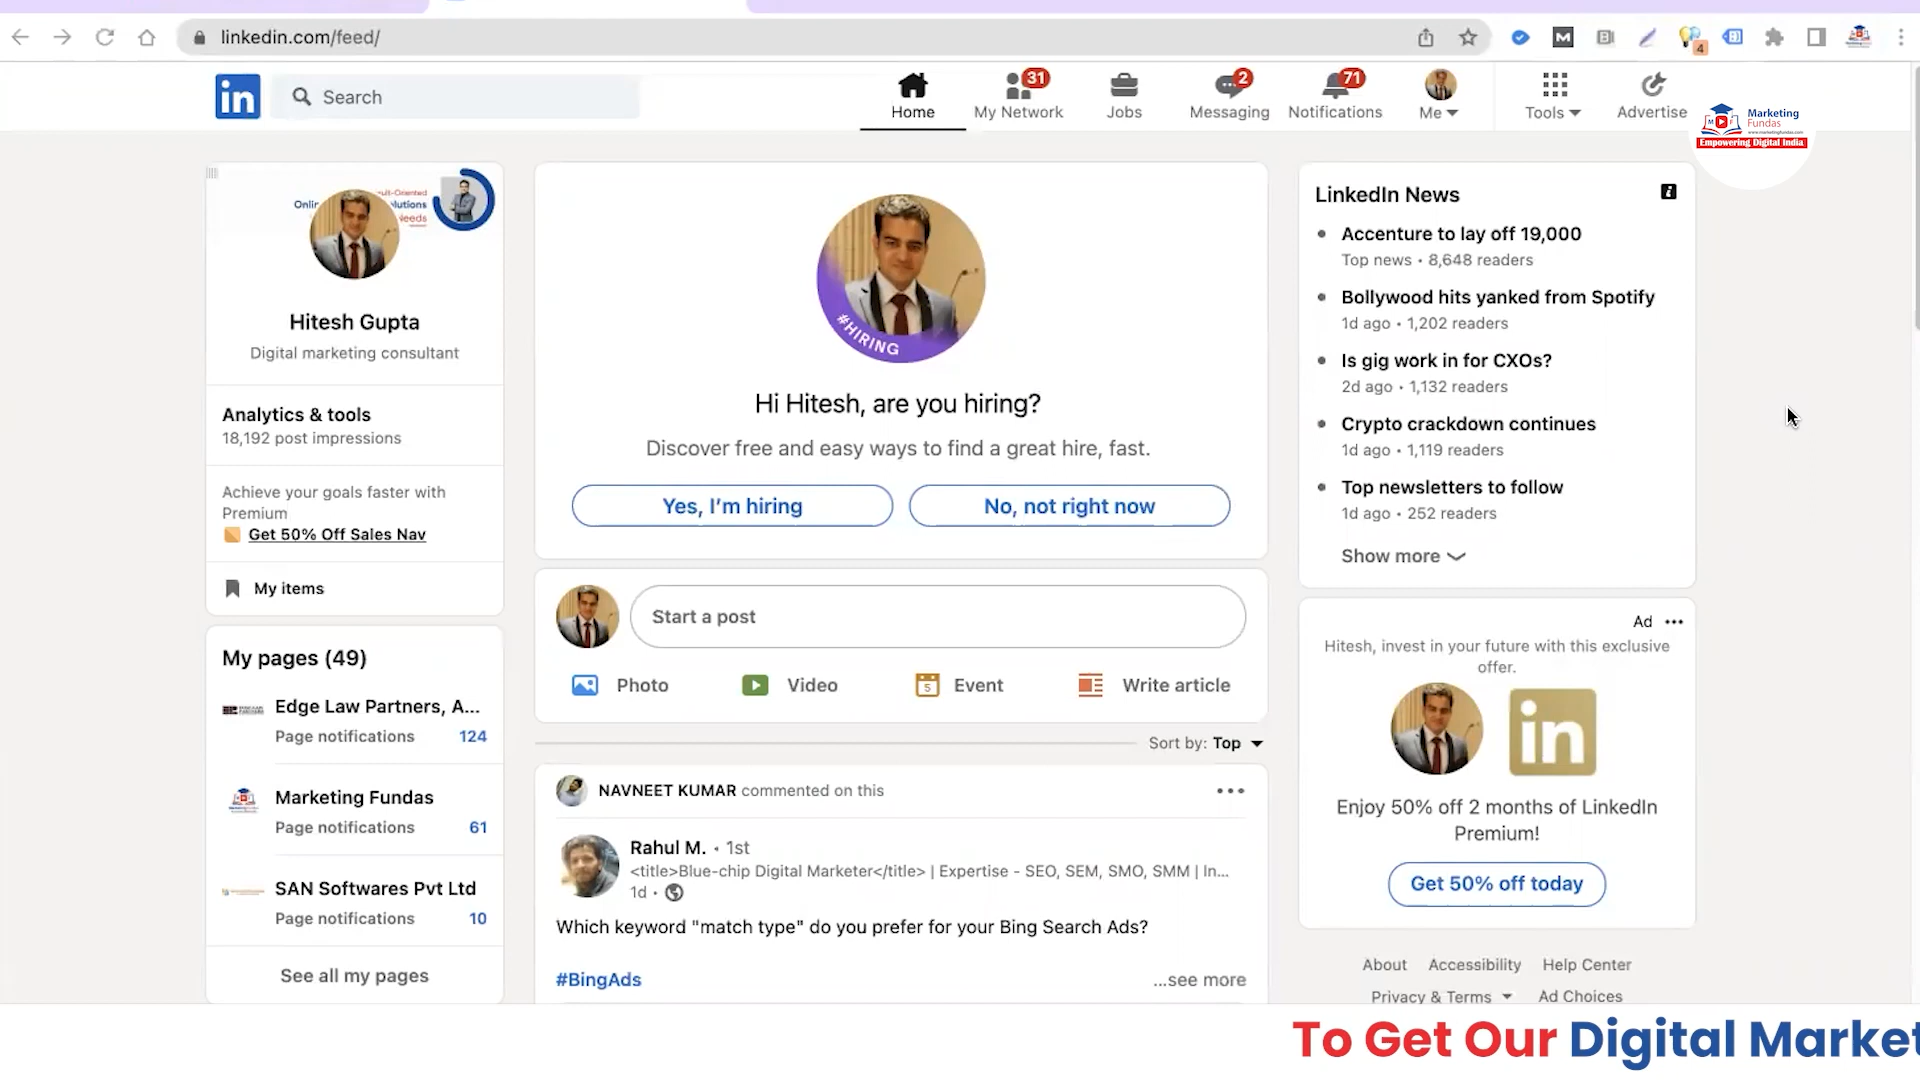 linkedin.com/feed/
4
in
Search
Home
31
My Network
Jobs
2
Messaging
71
Notifications
Me
Tools
Advertise
Marketing
Fundas
www.marketingfundas.com
Empowering Digital India
Hitesh Gupta
Digital marketing consultant
Analytics & tools
18,192 post impressions
Achieve your goals faster with
Premium
Get 50% Off Sales Nav
My items
My pages (49)
Edge Law Partners, A...
Page notifications 124
Marketing Fundas
Page notifications 61
SAN Softwares Pvt Ltd
Page notifications 10
See all my pages
#HIRING
Hi Hitesh, are you hiring?
Discover free and easy ways to find a great hire, fast.
Yes, I'm hiring
No, not right now
Start a post
Photo
Video
5
Event
Write article
Sort by: Top
NAVNEET KUMAR commented on this
Rahul M. • 1st
<title>Blue-chip Digital Marketer</title> | Expertise - SEO, SEM, SMO, SMM | In...
1d •
Which keyword "match type" do you prefer for your Bing Search Ads?
#BingAds
...see more
LinkedIn News
Accenture to lay off 19,000
Top news • 8,648 readers
Bollywood hits yanked from Spotify
1d ago • 1,202 readers
Is gig work in for CXOs?
2d ago • 1,132 readers
Crypto crackdown continues
1d ago • 1,119 readers
Top newsletters to follow
1d ago • 252 readers
Show more
Ad
Hitesh, invest in your future with this exclusive
offer.
in
Enjoy 50% off 2 months of LinkedIn
Premium!
Get 50% off today
About Accessibility Help Center
Privacy & Terms Ad Choices
To Get Our Digital Market